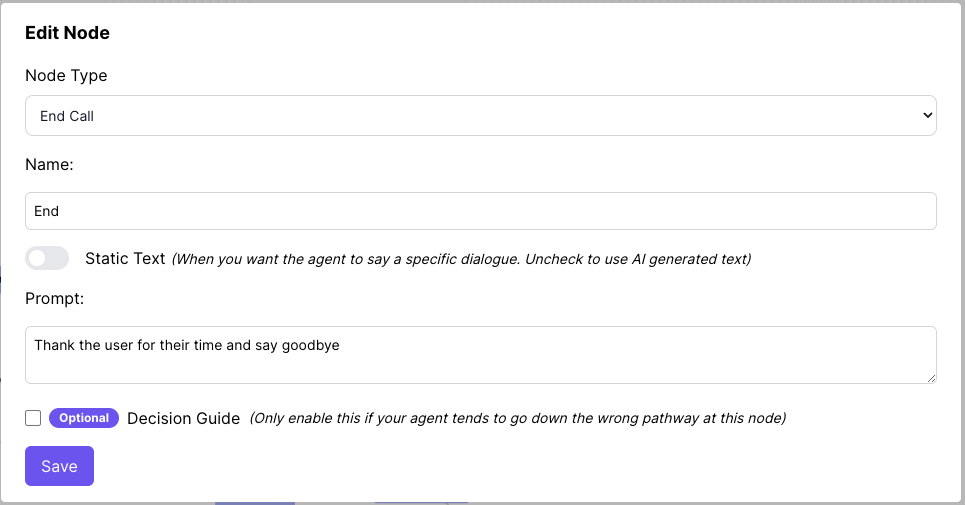 Edit Node
Node Type
End Call
Name:
End
Static Text (When you want the agent to say a specific dialogue. Uncheck to use AI generated text)
Prompt:
Thank the user for their time and say goodbye
Optional Decision Guide (Only enable this if your agent tends to go down the wrong pathway at this node)
Save